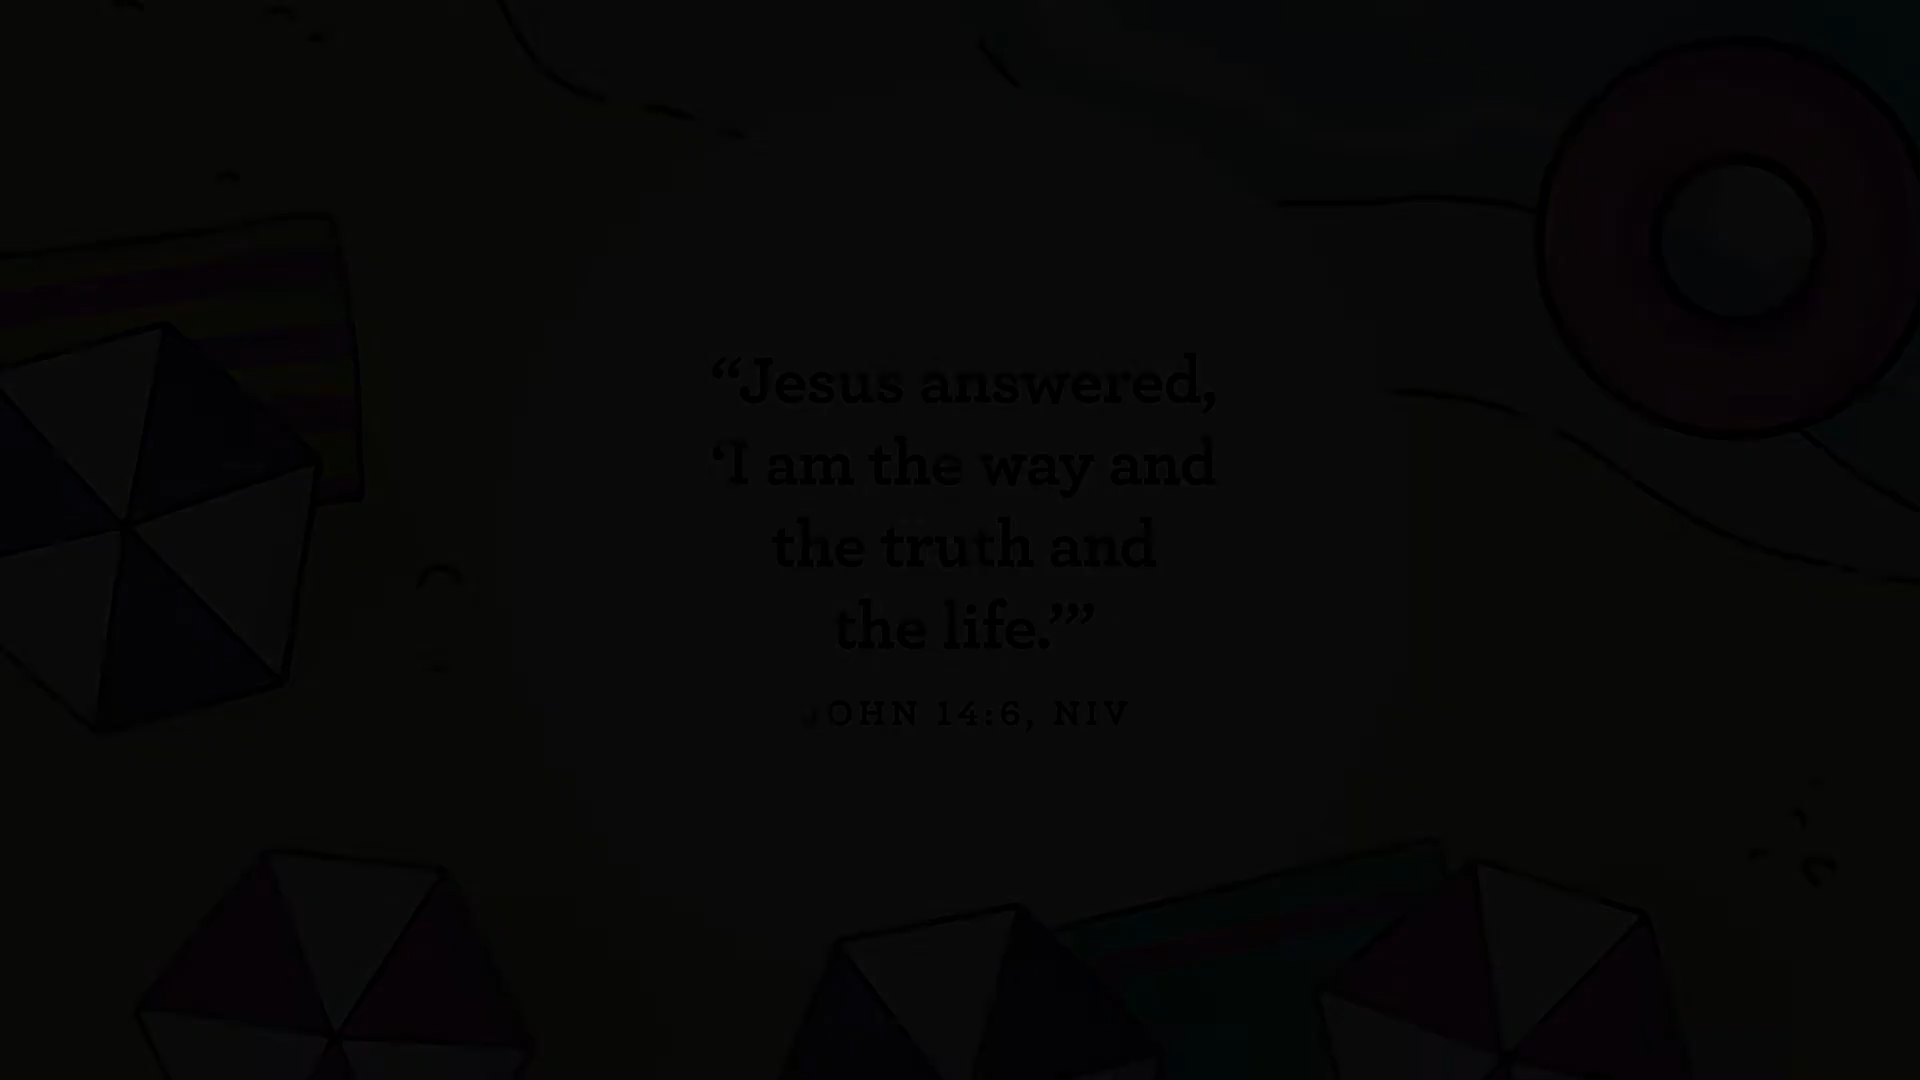 “Jesus answered,
‘I am the way and
the truth and
the life.’”
JOHN 14:6, NIV